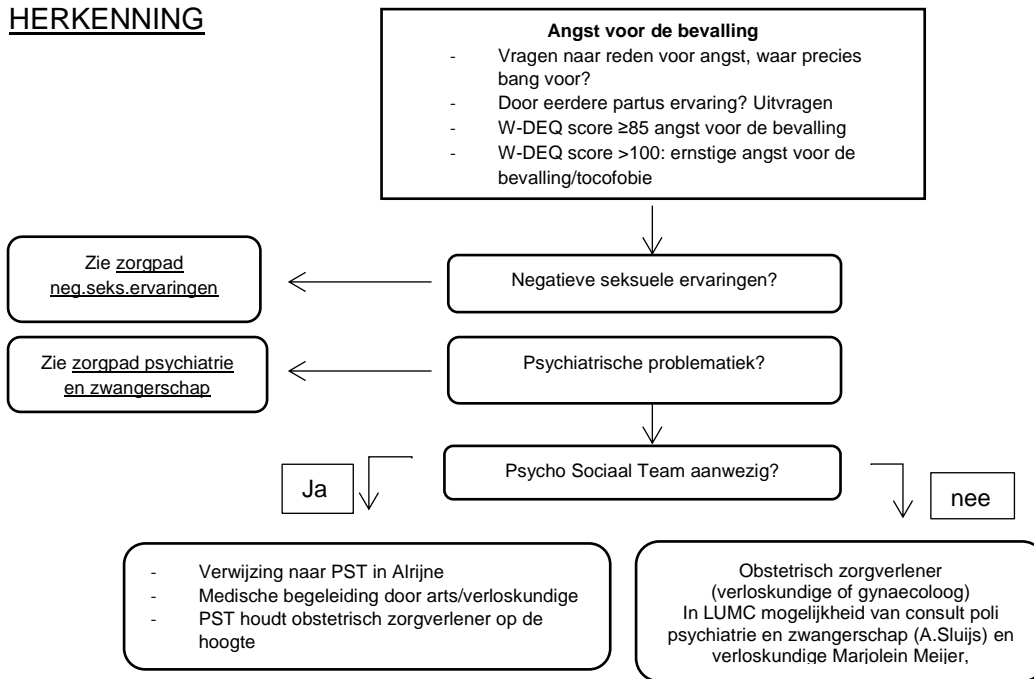 HERKENNING
Angst voor de bevalling
- Vragen naar reden voor angst, waar precies
bang voor?
- Door eerdere partus ervaring? Uitvragen
- W-DEQ score ≥85 angst voor de bevalling
- W-DEQ score >100: ernstige angst voor de
bevalling/tocofobie
Zie zorgpad
neg.seks.ervaringen
Negatieve seksuele ervaringen?
Zie zorgpad psychiatrie
en zwangerschap
Psychiatrische problematiek?
Psycho Sociaal Team aanwezig?
Ja
nee
- Verwijzing naar PST in Alrijne
- Medische begeleiding door arts/verloskundige
- PST houdt obstetrisch zorgverlener op de
hoogte
Obstetrisch zorgverlener
(verloskundige of gynaecoloog)
In LUMC mogelijkheid van consult poli
psychiatrie en zwangerschap (A.Sluijs) en
verloskundige Marjolein Meijer,